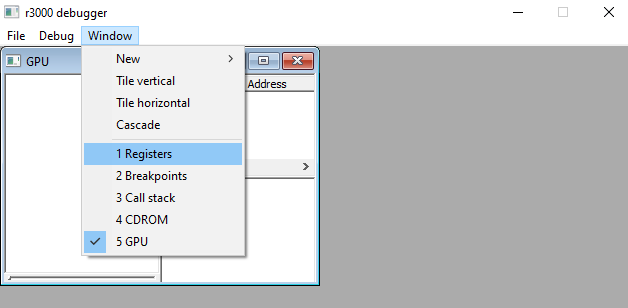 r3000 debugger
File Debug Window
GPU
Address
New
Tile vertical
Tile horizontal
Cascade
1 Registers
2 Breakpoints
3 Call stack
4 CDROM
5 GPU